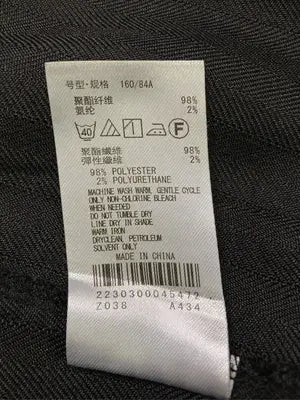 号型·规格 160/84A
聚酯纤维 98%
氨纶 2%
40 F
聚酯纖維 98%
彈性纖維 2%
98% POLYESTER
2% POLYURETHANE
MACHINE WASH WARM, GENTLE CYCLE
ONLY NON-CHLORINE BLEACH
WHEN NEEDED
DO NOT TUMBLE DRY
LINE DRY IN SHADE
WARM IRON
DRYCLEAN, PETROLEUM
SOLVENT ONLY
MADE IN CHINA
2230300045472
Z038 A434